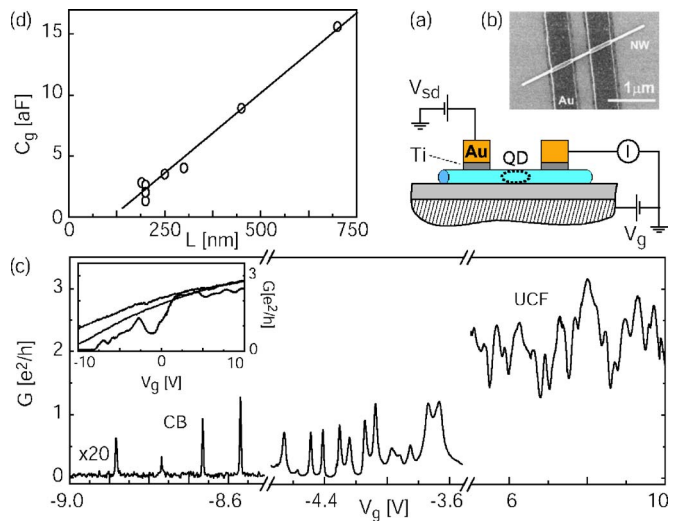 (d)
15
10
5
0
C_g [aF]
0
250
500
750
L [nm]
(a)
(b)
NW
Au
1μm
V_sd
Au
Ti
QD
I
V_g
(c)
3
2
1
0
G [e²/h]
3
0
G[e²/h]
-10
0
10
V_g [V]
CB
x20
UCF
-9.0
-8.6
-4.4
-3.6
6
10
V_g [V]